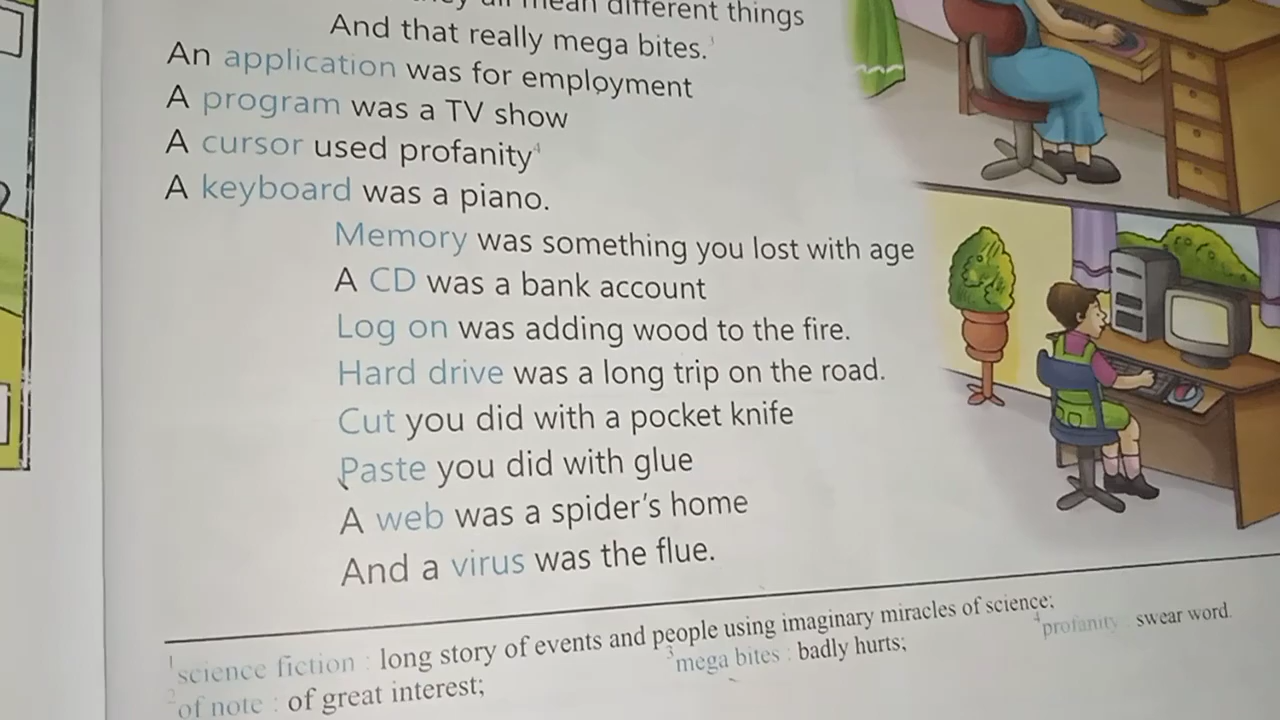 all mean different things
And that really mega bites.³
An application was for employment
A program was a TV show
A cursor used profanity⁴
A keyboard was a piano.
Memory was something you lost with age
A CD was a bank account
Log on was adding wood to the fire.
Hard drive was a long trip on the road.
Cut you did with a pocket knife
Paste you did with glue
A web was a spider's home
And a virus was the flue.
¹science fiction : long story of events and people using imaginary miracles of science;
²of note : of great interest; ³mega bites : badly hurts; ⁴profanity : swear word.